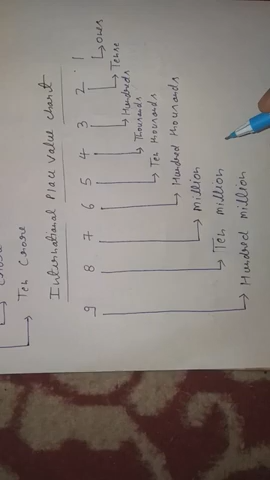 Ten Crore
International Place value chart
9 8 7 6 5 4 3 2 1
ones
Tens
Hundreds
Thousands
Ten thousands
Hundred thousands
million
Ten million
Hundred million